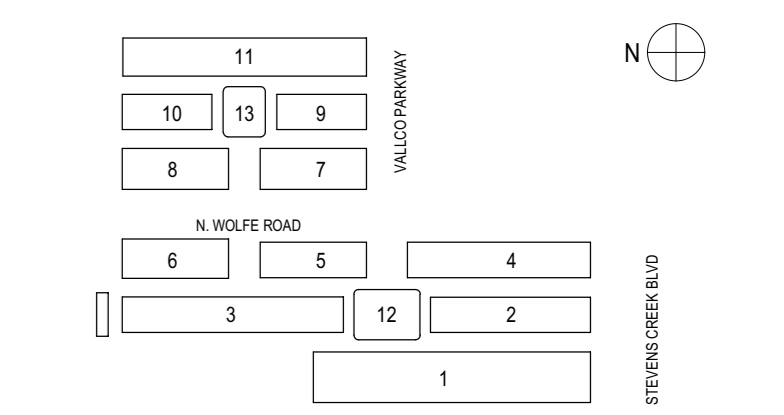 N
11
10 13 9
VALLCO PARKWAY
8 7
N. WOLFE ROAD
6 5 4
3 12 2
STEVENS CREEK BLVD
1